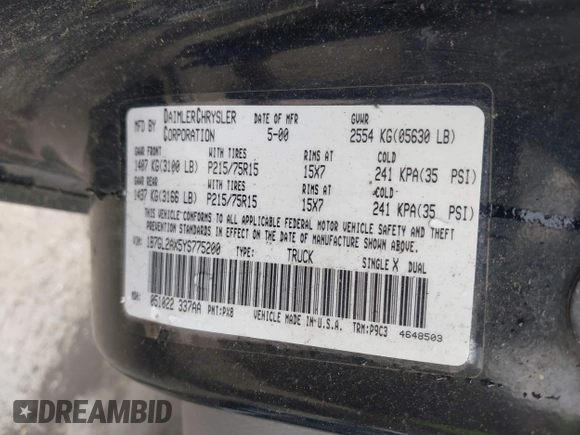 MFD BY DAIMLERCHRYSLER CORPORATION DATE OF MFR 5-00 GVWR 2554 KG(05630 LB)
GAWR FRONT WITH TIRES RIMS AT COLD
1407 KG(3100 LB) P215/75R15 15X7 241 KPA(35 PSI)
GAWR REAR WITH TIRES RIMS AT COLD
1437 KG(3166 LB) P215/75R15 15X7 241 KPA(35 PSI)
THIS VEHICLE CONFORMS TO ALL APPLICABLE FEDERAL MOTOR VEHICLE SAFETY AND THEFT
PREVENTION STANDARDS IN EFFECT ON THE DATE OF MANUFACTURE SHOWN ABOVE.
VIN: 1B7GL2AX5YS775200 TYPE: TRUCK SINGLE X DUAL
MDH: 051022 337AA PNT:PX8 VEHICLE MADE IN U.S.A. TRM:P9C3 4648503
DREAMBID